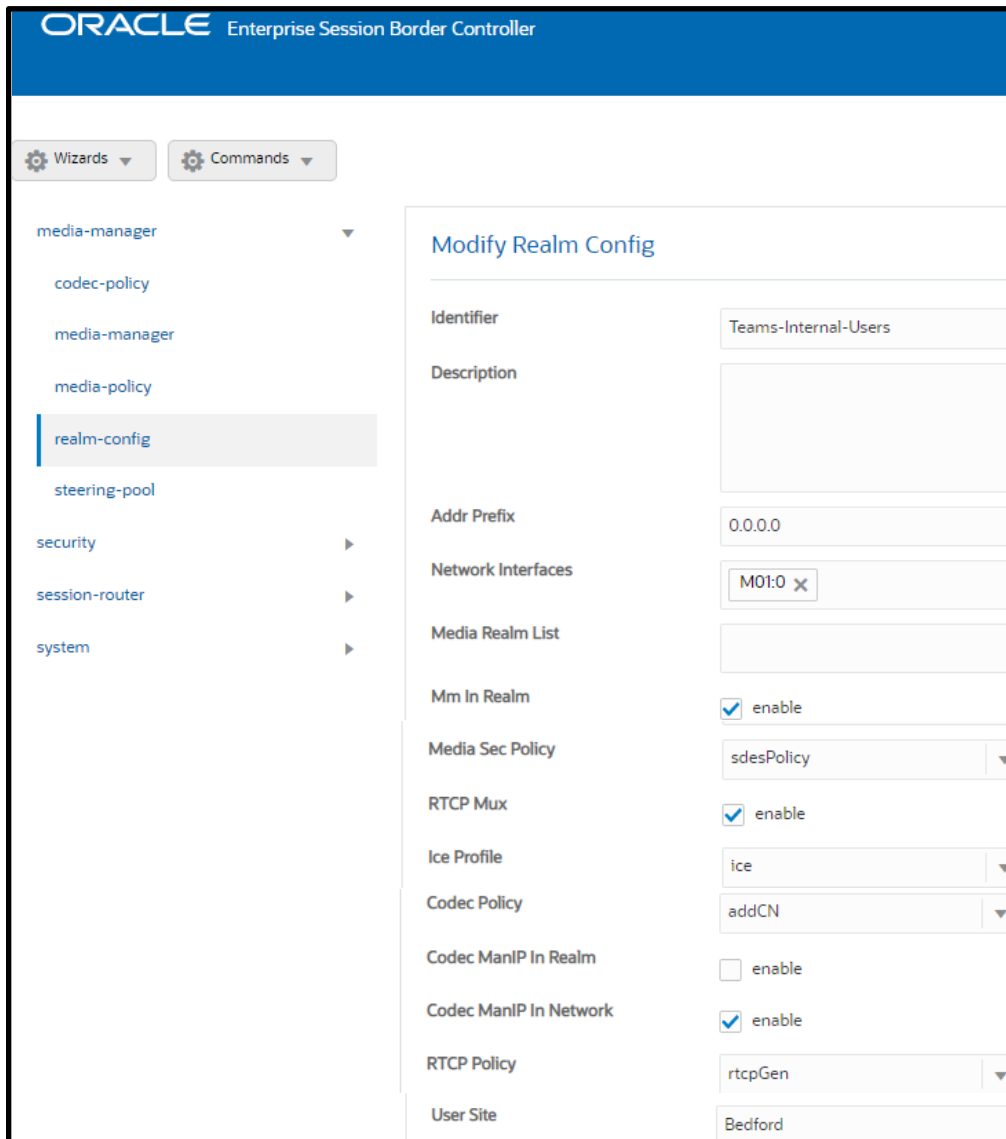 ORACLE Enterprise Session Border Controller
Wizards
Commands
media-manager
codec-policy
media-manager
media-policy
realm-config
steering-pool
security
session-router
system
Modify Realm Config
Identifier
Teams-Internal-Users
Description
Addr Prefix
0.0.0.0
Network Interfaces
M01:0
Media Realm List
Mm In Realm
enable
Media Sec Policy
sdesPolicy
RTCP Mux
enable
Ice Profile
ice
Codec Policy
addCN
Codec ManIP In Realm
enable
Codec ManIP In Network
enable
RTCP Policy
rtcpGen
User Site
Bedford